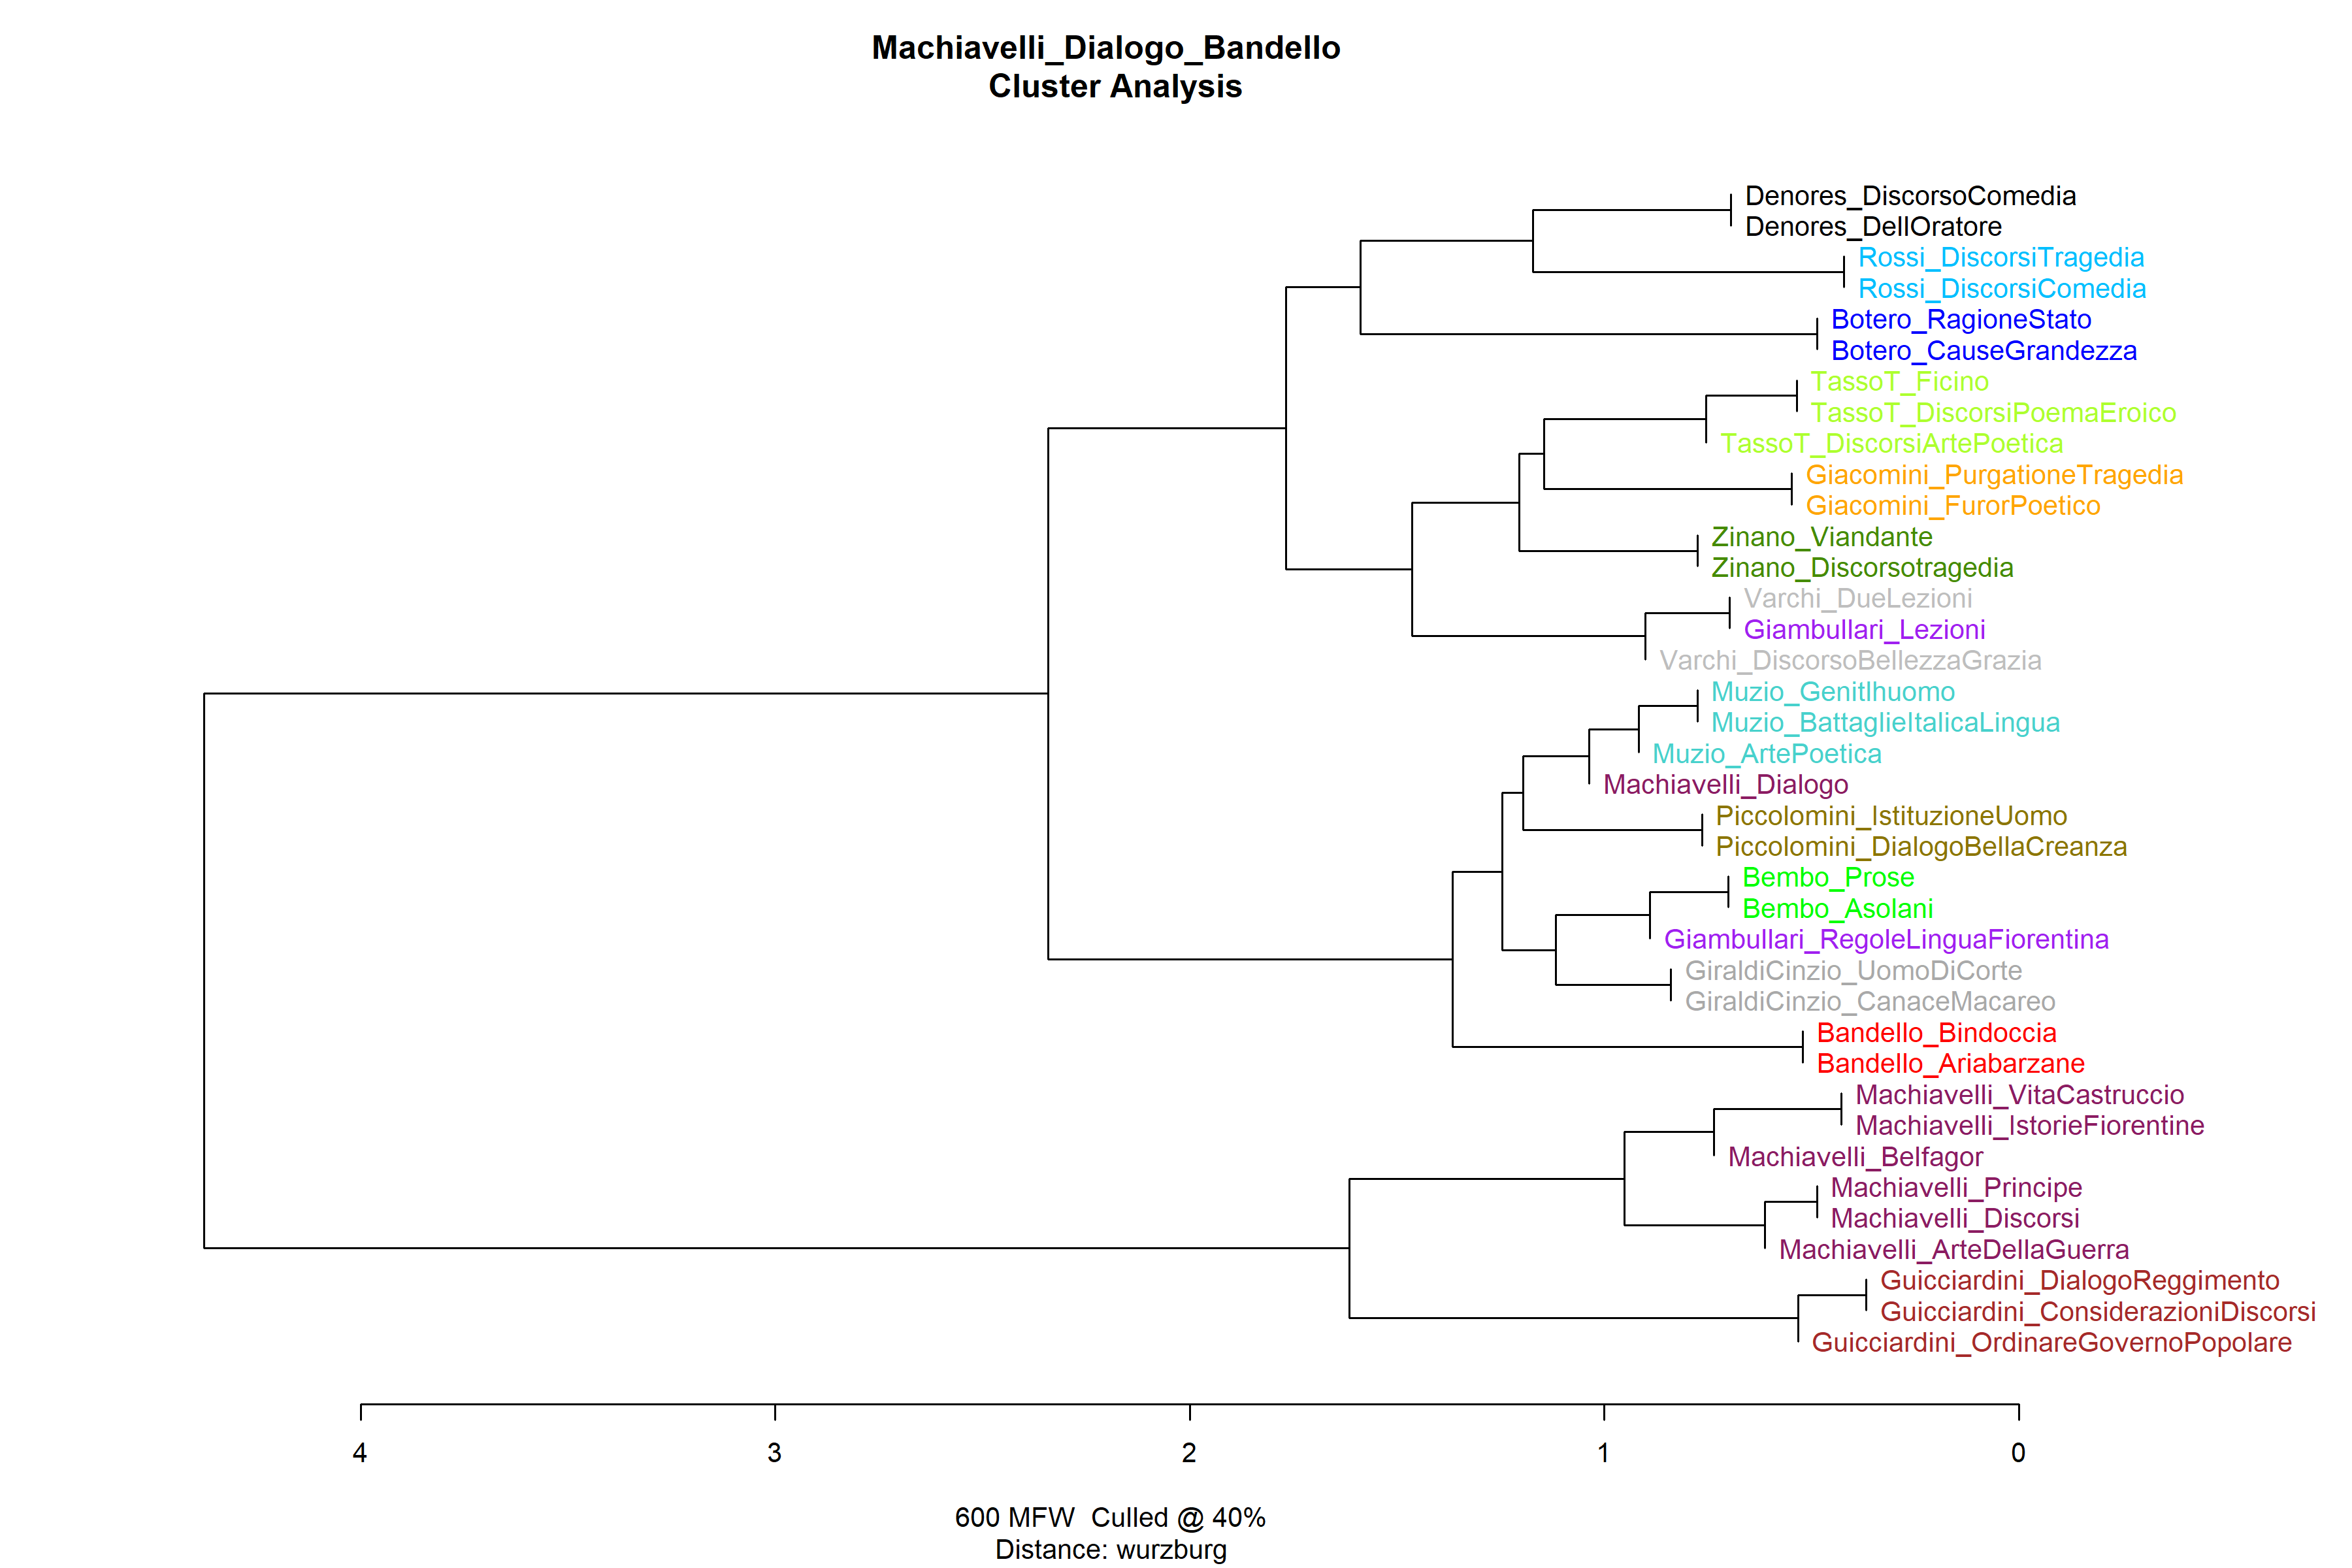 Machiavelli_Dialogo_Bandello
Cluster Analysis
Denores_DiscorsoComedia
Denores_DellOratore
Rossi_DiscorsiTragedia
Rossi_DiscorsiComedia
Botero_RagioneStato
Botero_CauseGrandezza
TassoT_Ficino
TassoT_DiscorsiPoemaEroico
TassoT_DiscorsiArtePoetica
Giacomini_PurgationeTragedia
Giacomini_FurorPoetico
Zinano_Viandante
Zinano_Discorsotragedia
Varchi_DueLezioni
Giambullari_Lezioni
Varchi_DiscorsoBellezzaGrazia
Muzio_Genitlhuomo
Muzio_BattaglieItalicaLingua
Muzio_ArtePoetica
Machiavelli_Dialogo
Piccolomini_IstituzioneUomo
Piccolomini_DialogoBellaCreanza
Bembo_Prose
Bembo_Asolani
Giambullari_RegoleLinguaFiorentina
GiraldiCinzio_UomoDiCorte
GiraldiCinzio_CanaceMacareo
Bandello_Bindoccia
Bandello_Ariabarzane
Machiavelli_VitaCastruccio
Machiavelli_IstorieFiorentine
Machiavelli_Belfagor
Machiavelli_Principe
Machiavelli_Discorsi
Machiavelli_ArteDellaGuerra
Guicciardini_DialogoReggimento
Guicciardini_ConsiderazioniDiscorsi
Guicciardini_OrdinareGovernoPopolare
4 3 2 1 0
600 MFW  Culled @ 40%
Distance: wurzburg